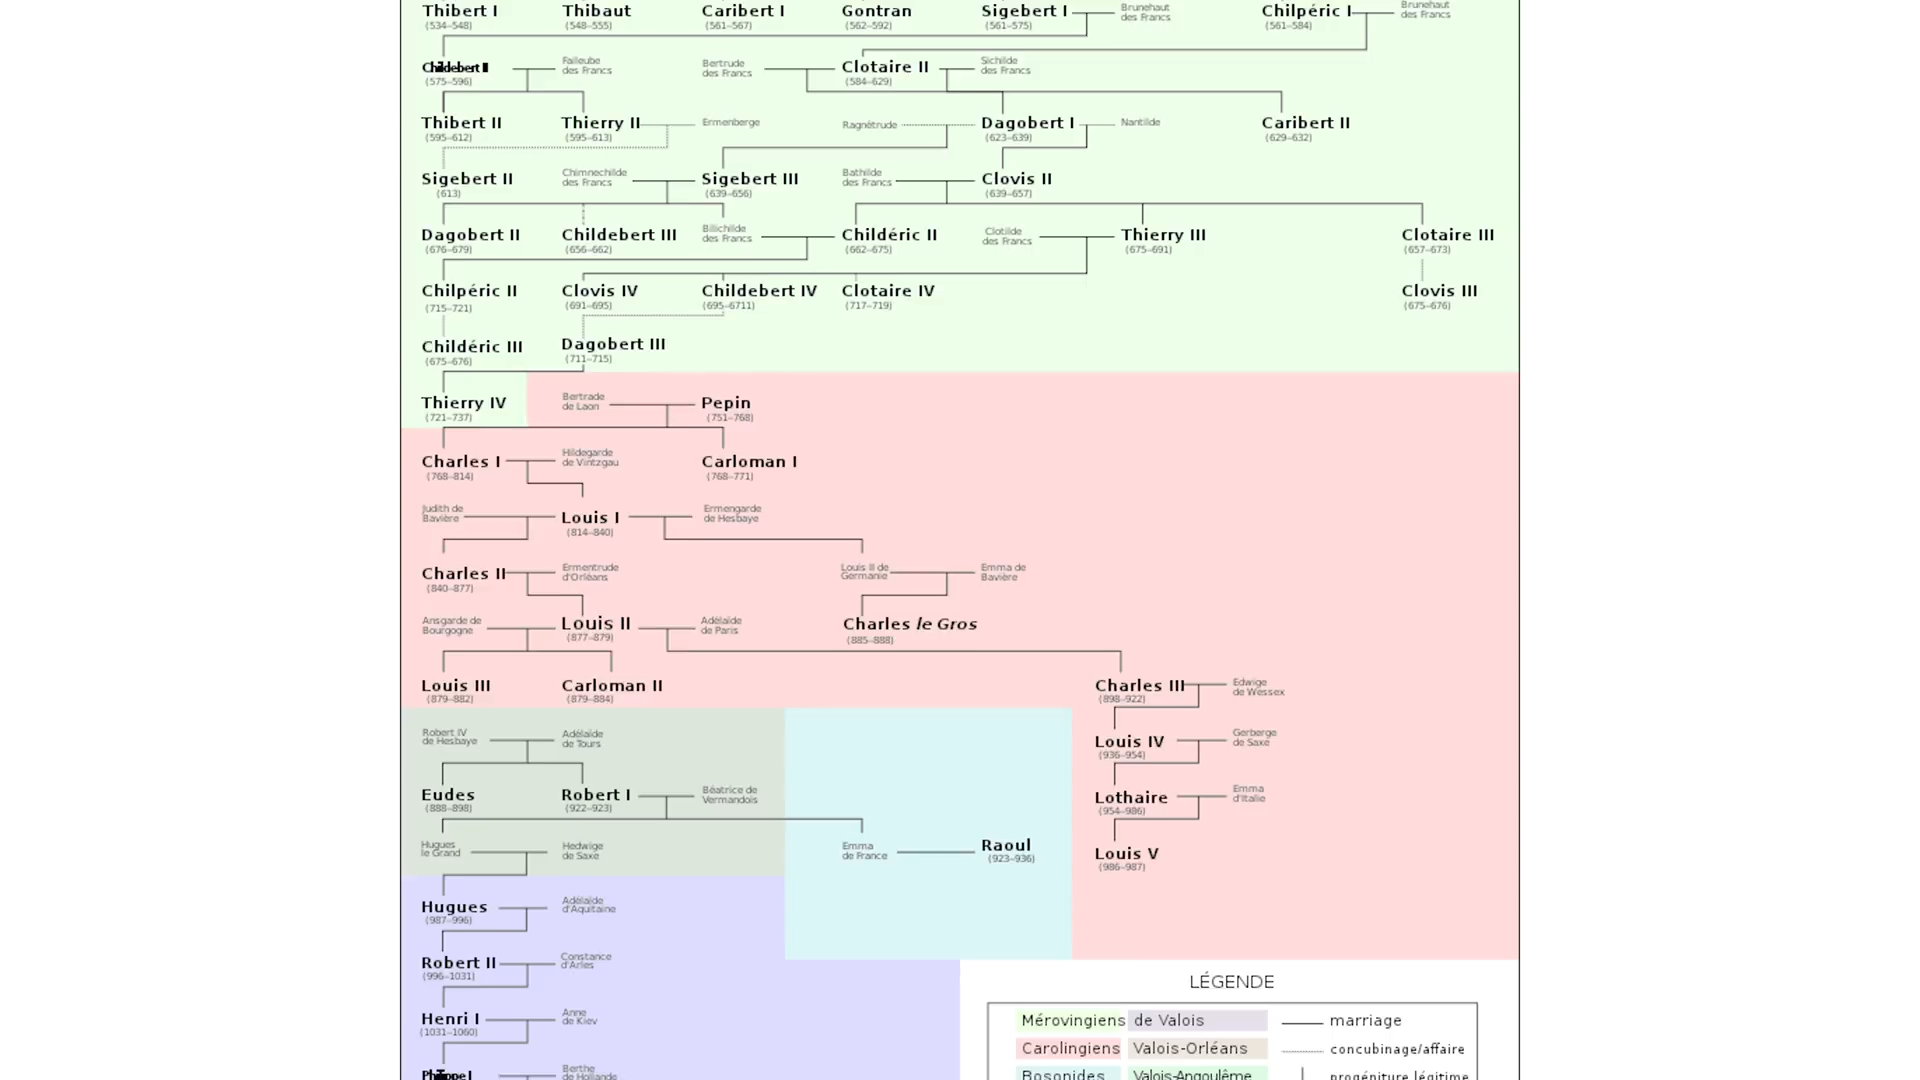 Thibert I Thibaut Caribert I Gontran Sigebert I Brunehaut des Francs Chilpéric I Brunehaut des Francs
(534–548) (548–555) (561–567) (562–592) (561–575) (561–584)
Childebert II Faileube des Francs Bertrude des Francs Clotaire II Sichilde des Francs
(575–596) (584–629)
Thibert II Thierry II Ermenberge Ragnétrude Dagobert I Nantilde Caribert II
(595–612) (595–613) (623–639) (629–632)
Sigebert II Chimnechilde des Francs Sigebert III Bathilde des Francs Clovis II
(613) (639–656) (639–657)
Dagobert II Childebert III Bilichilde des Francs Childéric II Clotilde des Francs Thierry III Clotaire III
(676–679) (656–662) (662–675) (675–691) (657–673)
Chilpéric II Clovis IV Childebert IV Clotaire IV Clovis III
(715–721) (691–695) (695–6711) (717–719) (675–676)
Childéric III Dagobert III
(675–676) (711–715)
Thierry IV Bertrade de Laon Pepin
(721–737) (751–768)
Charles I Hildegarde de Vintzgau Carloman I
(768–814) (768–771)
Judith de Bavière Louis I Ermengarde de Hesbaye
(814–840)
Charles II Ermentrude d'Orléans Louis II de Germanie Emma de Bavière
(840–877)
Ansgarde de Bourgogne Louis II Adélaïde de Paris Charles le Gros
(877–879) (885–888)
Louis III Carloman II Charles III Edwige de Wessex
(879–882) (879–884) (898–922)
Robert IV de Hesbaye Adélaïde de Tours Louis IV Gerberge de Saxe
(936–954)
Eudes Robert I Béatrice de Vermandois Lothaire Emma d'Italie
(888–898) (922–923) (954–986)
Hugues le Grand Hedwige de Saxe Emma de France Raoul Louis V
(923–936) (986–987)
Hugues Adélaïde d'Aquitaine
(987–996)
Robert II Constance d'Arles
(996–1031)
LÉGENDE
Henri I Anne de Kiev
(1031–1060)
Mérovingiens de Valois marriage
Carolingiens Valois-Orléans concubinage/affaire
Philippe I Berthe de Hollande
Bosonides Valois-Angoulême progéniture légitime